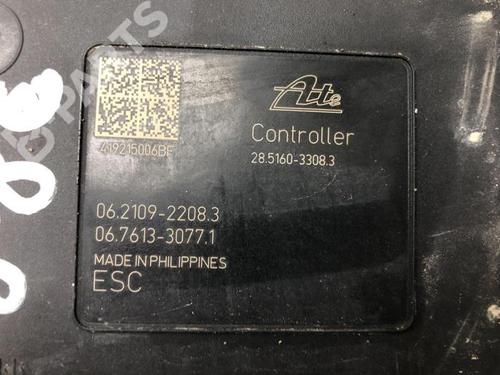 Ate
419215006BF
Controller
28.5160-3308.3
06.2109-2208.3
06.7613-3077.1
MADE IN PHILIPPINES
ESC